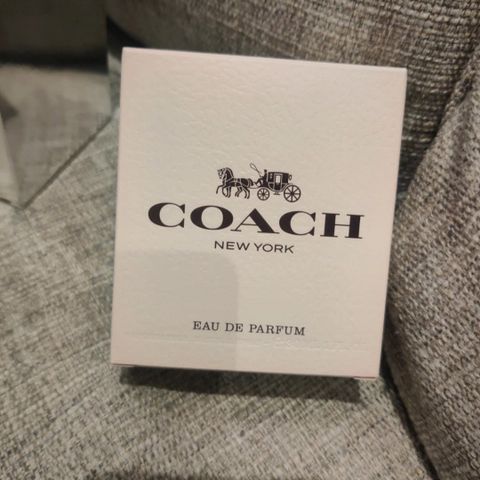 COACH
NEW YORK
EAU DE PARFUM